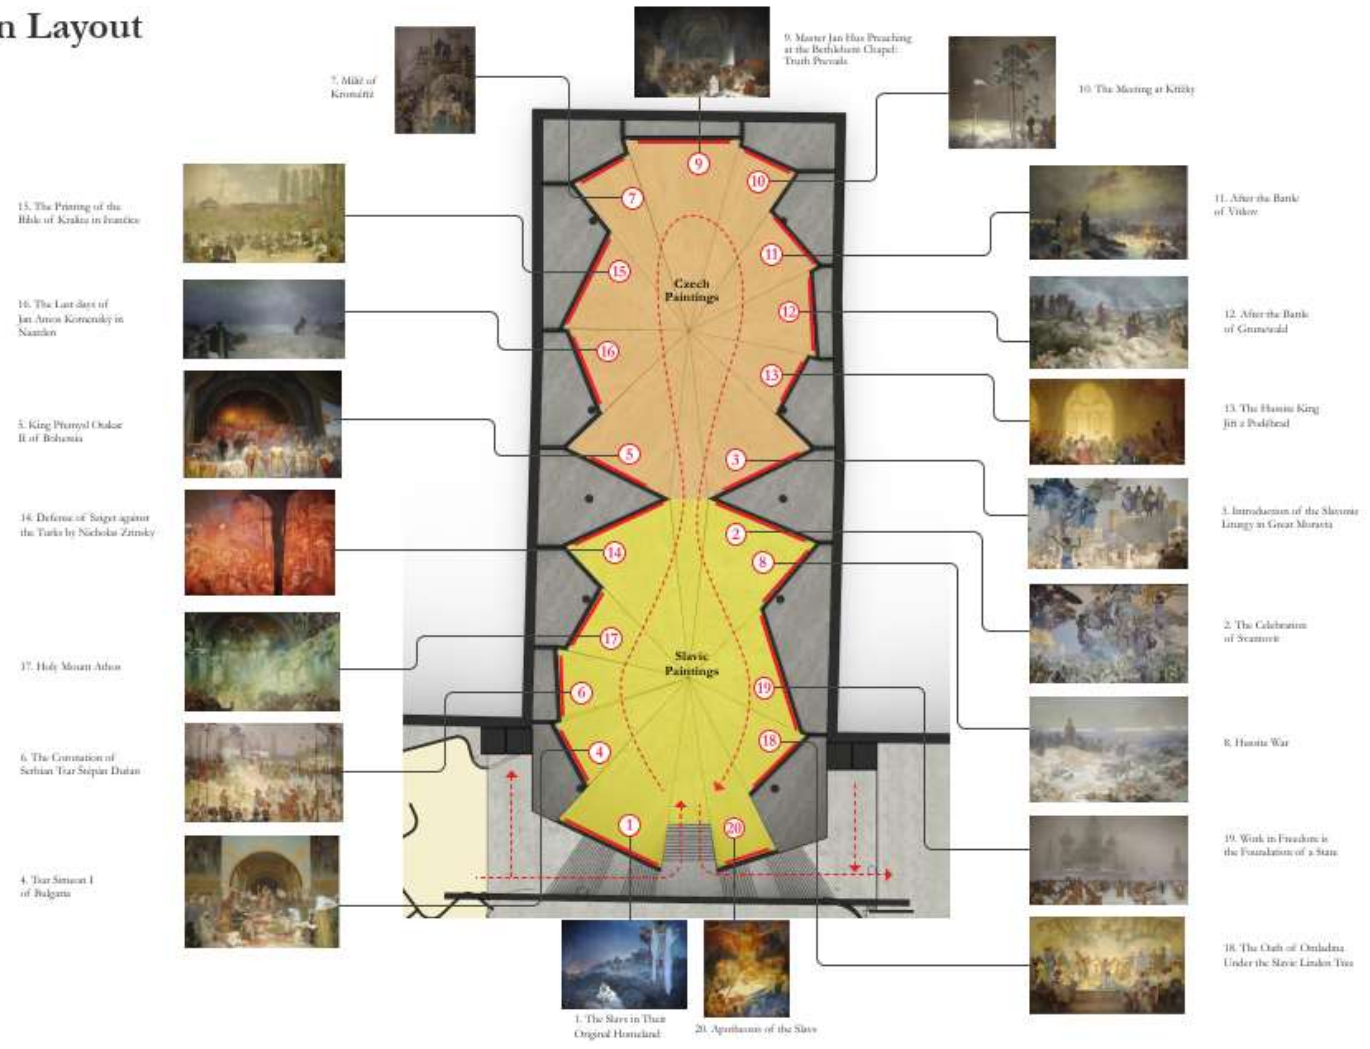 n Layout
7. Milič of
Kroměříž
9. Master Jan Hus Preaching
at the Bethlehem Chapel:
Truth Prevails
10. The Meeting at Křížky
15. The Printing of the
Bible of Kralice in Ivančice
11. After the Battle
of Vítkov
16. The Last days of
Jan Amos Komenský in
Naarden
12. After the Battle
of Grunewald
5. King Přemysl Otakar
II of Bohemia
13. The Hussite King
Jiří z Poděbrad
14. Defense of Sziget against
the Turks by Nicholas Zrinsky
3. Introduction of the Slavonic
Liturgy in Great Moravia
17. Holy Mount Athos
2. The Celebration
of Svantovit
6. The Coronation of
Serbian Tsar Štěpán Dušan
8. Hussite War
4. Tsar Simeon I
of Bulgaria
19. Work in Freedom is
the Foundation of a State
18. The Oath of Omladina
Under the Slavic Linden Tree
1. The Slavs in Their
Original Homeland
20. Apotheosis of the Slavs
9
7
10
15
11
Czech
Paintings
12
16
13
5
3
2
14
8
17
Slavic
Paintings
6
19
4
18
1
20